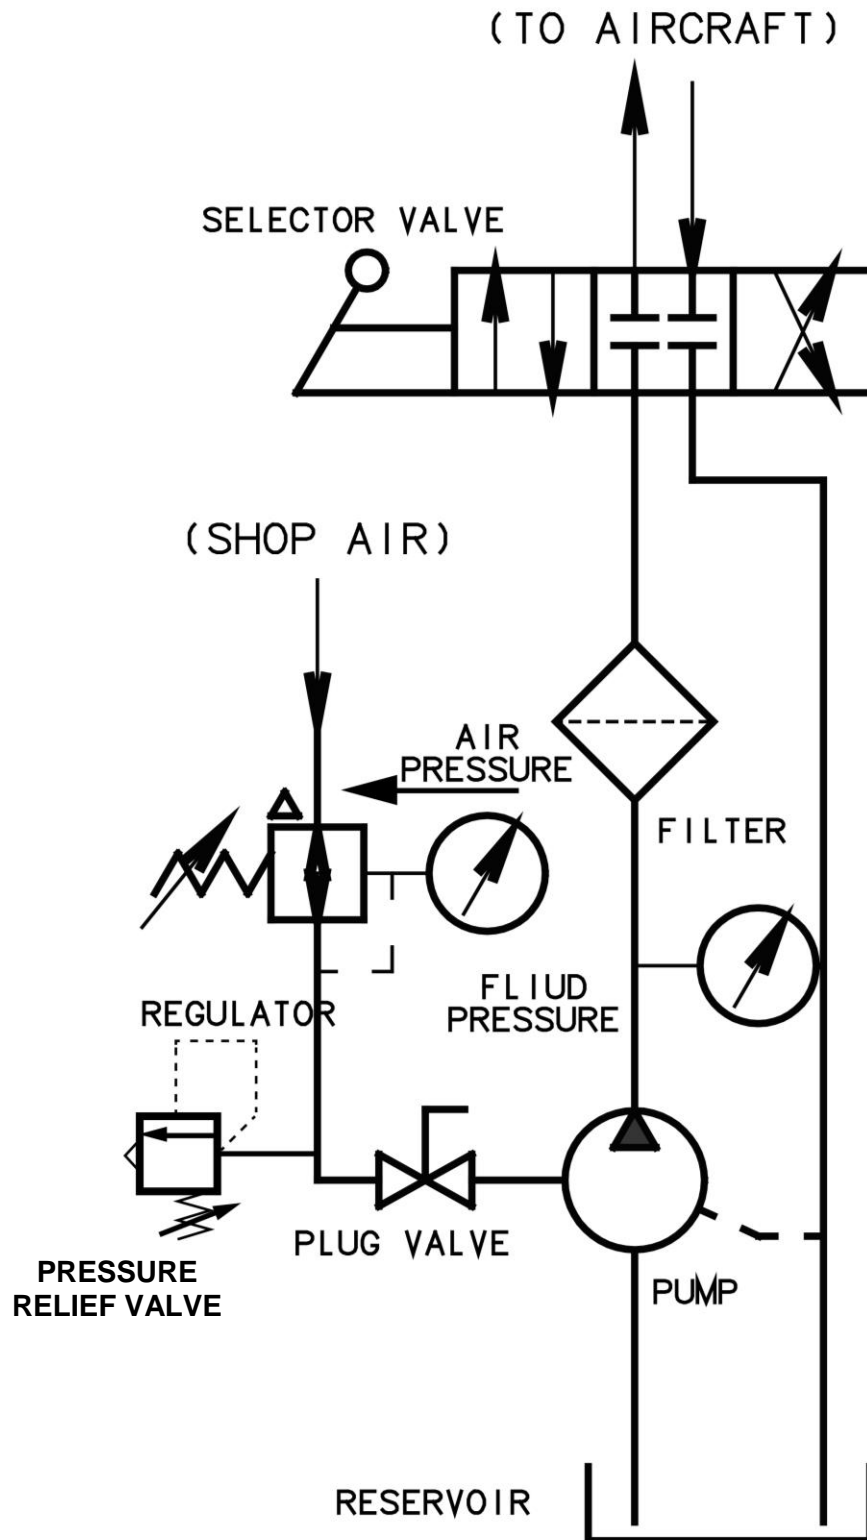 (TO AIRCRAFT)
SELECTOR VALVE
(SHOP AIR)
AIR
PRESSURE
FILTER
FLIUD
PRESSURE
REGULATOR
PLUG VALVE
PRESSURE
RELIEF VALVE
PUMP
RESERVOIR